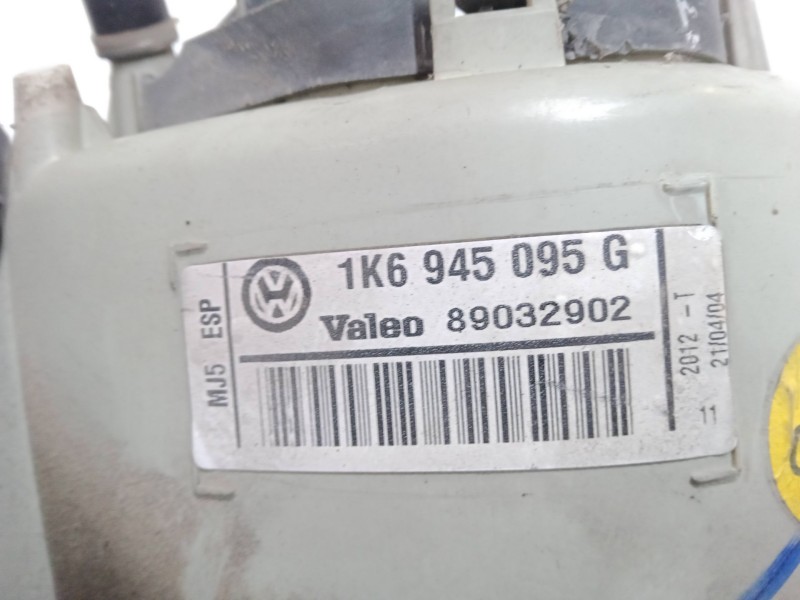 1K6 945 095 G
Valeo 89032902
MJ5 ESP
11 2012 -T
21/04/04